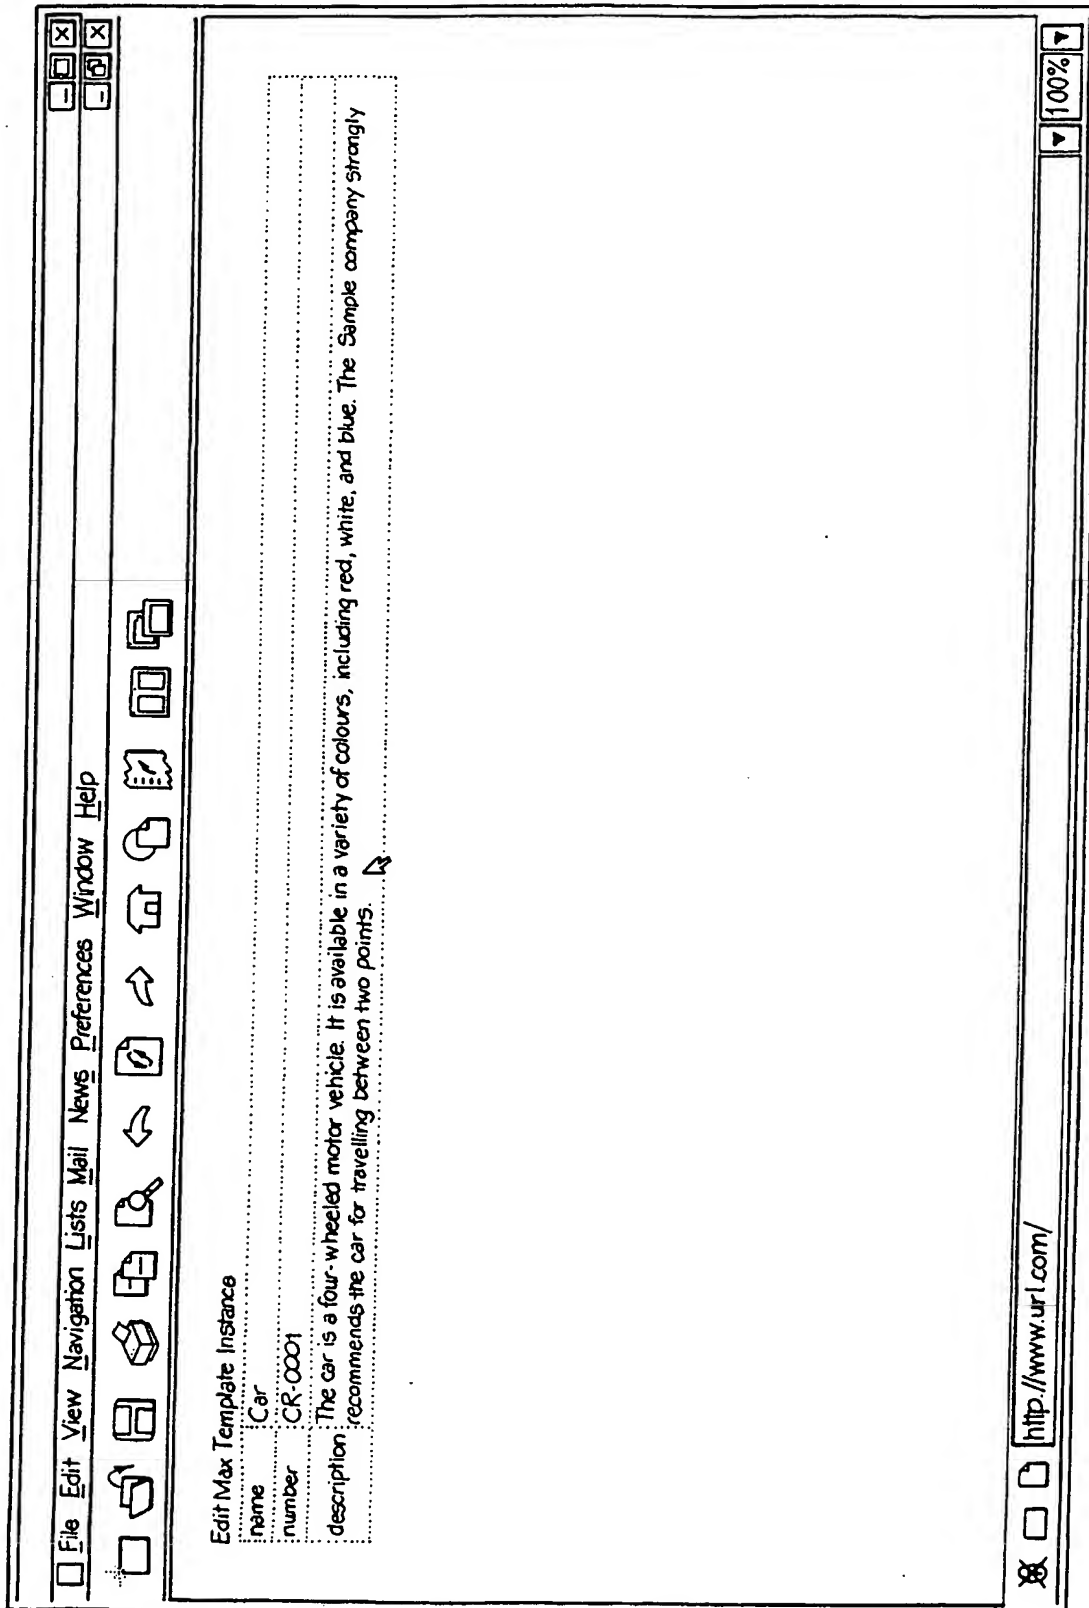 File Edit View Navigation Lists Mail News Preferences Window Help
Edit Max Template Instance
name Car
number CR-0001
description The car is a four-wheeled motor vehicle. It is available in a variety of colours, including red, white, and blue. The Sample company strongly
recommends the car for travelling between two points.
http://www.url.com/ 100%